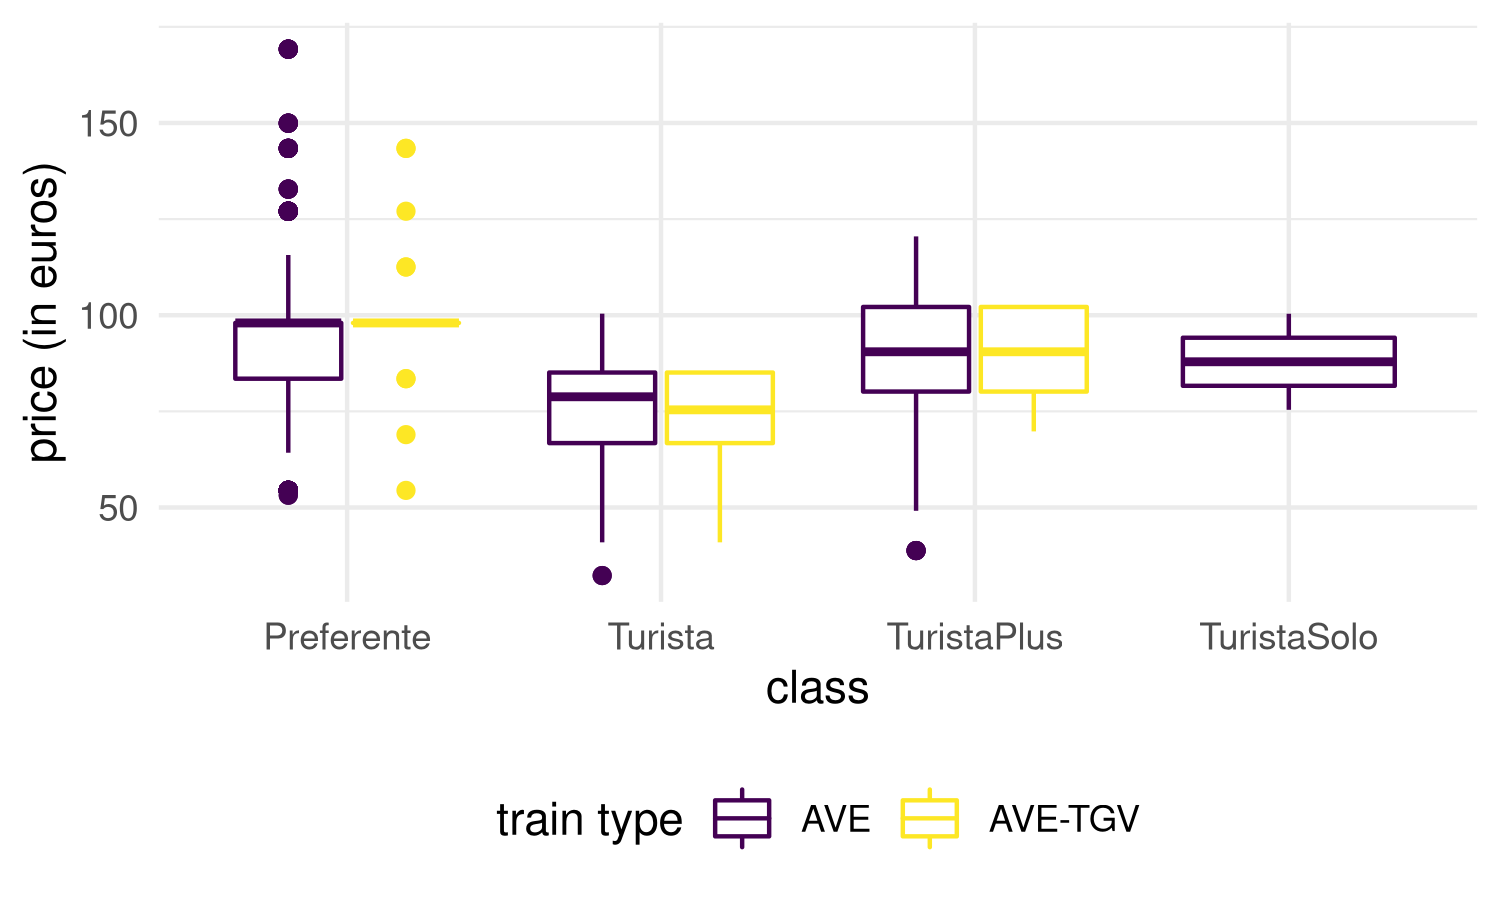 price (in euros)
150
100
50
Preferente Turista TuristaPlus TuristaSolo
class
train type AVE AVE-TGV